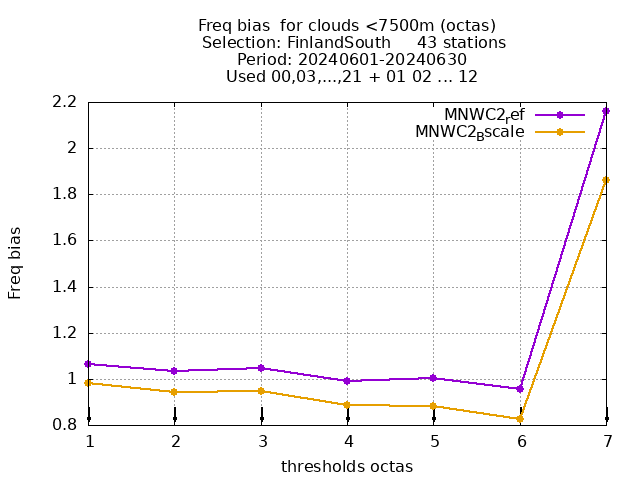 Freq bias  for clouds <7500m (octas)
Selection: FinlandSouth     43 stations
Period: 20240601-20240630
Used 00,03,...,21 + 01 02 ... 12
MNWC2ref
MNWC2Bscale
2.2
2
1.8
1.6
1.4
1.2
1
0.8
Freq bias
1 2 3 4 5 6 7
thresholds octas